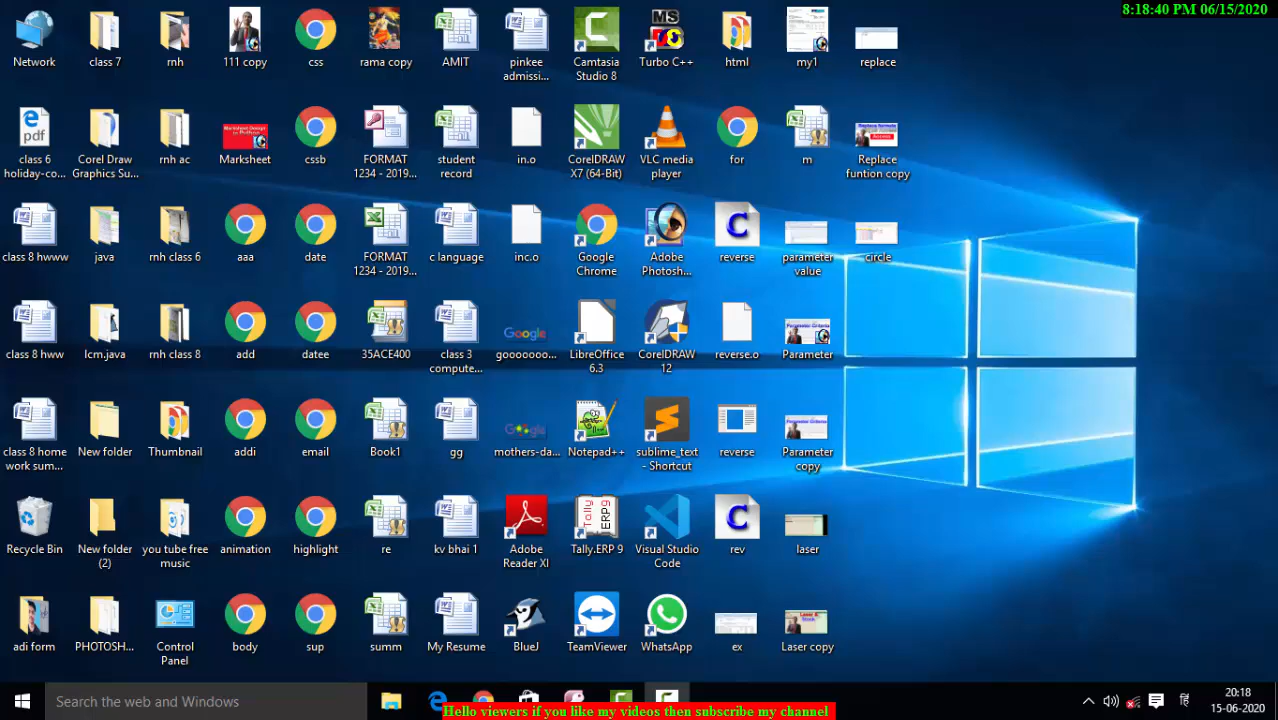 8:18:40 PM 06/15/2020
Network
class 7
rnh
111 copy
css
rama copy
AMIT
pinkee
admissi...
Camtasia
Studio 8
Turbo C++
html
my1
replace
class 6
holiday-co...
Corel Draw
Graphics Su...
rnh ac
Marksheet
cssb
FORMAT
1234 - 2019...
student
record
in.o
CorelDRAW
X7 (64-Bit)
VLC media
player
for
m
Replace
funtion copy
class 8 hwww
java
rnh class 6
aaa
date
FORMAT
1234 - 2019...
c language
inc.o
Google
Chrome
Adobe
Photosh...
reverse
parameter
value
circle
class 8 hww
lcm.java
rnh class 8
add
datee
35ACE400
class 3
compute...
gooooooo...
LibreOffice
6.3
CorelDRAW
12
reverse.o
Parameter
class 8 home
work sum...
New folder
Thumbnail
addi
email
Book1
gg
mothers-da...
Notepad++
sublime_text
- Shortcut
reverse
Parameter
copy
Recycle Bin
New folder
(2)
you tube free
music
animation
highlight
re
kv bhai 1
Adobe
Reader XI
Tally.ERP 9
Visual Studio
Code
rev
laser
adi form
PHOTOSH...
Control
Panel
body
sup
summ
My Resume
BlueJ
TeamViewer
WhatsApp
ex
Laser copy
Search the web and Windows
20:18
15-06-2020
Hello viewers if you like my videos then subscribe my channel